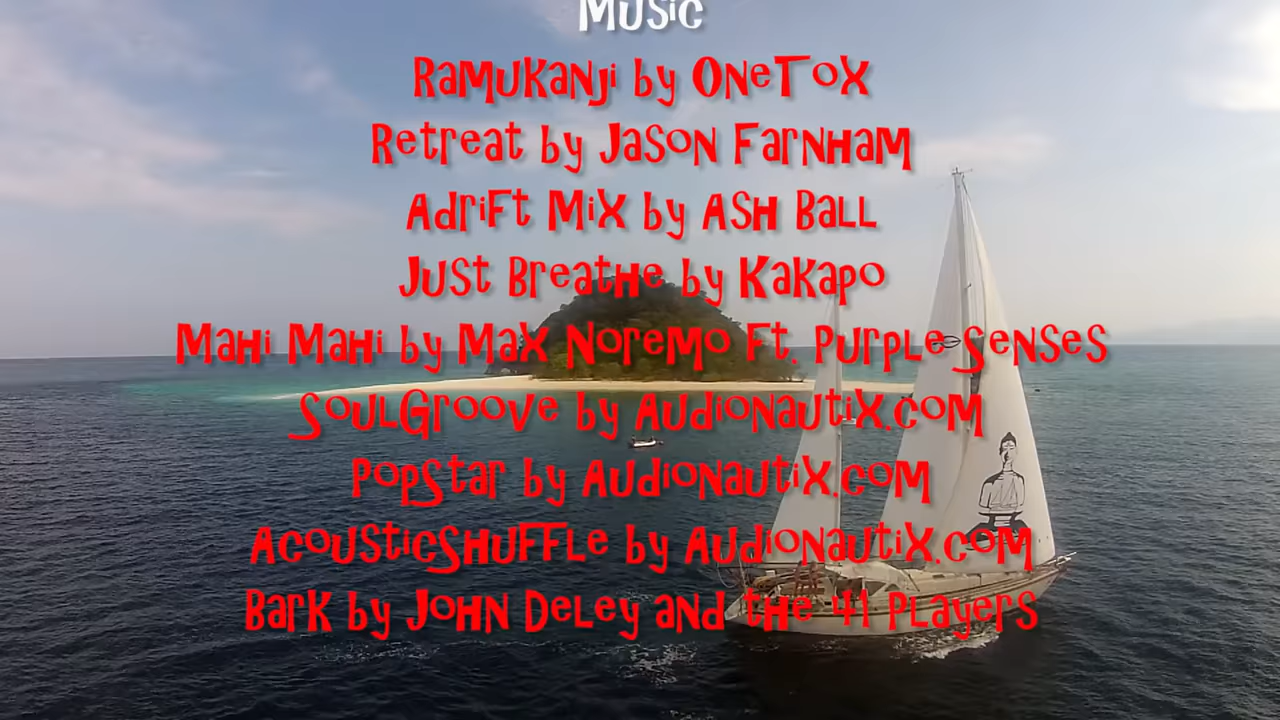 Music
Ramukanji by OneTox
Retreat by Jason Farnham
Adrift Mix by Ash Ball
Just Breathe by Kakapo
Mahi Mahi by Max Noremo Ft. Purple Senses
SoulGroove by Audionautix.com
PopStar by Audionautix.com
AcousticShuffle by Audionautix.com
Bark by John Deley and the 41 Players